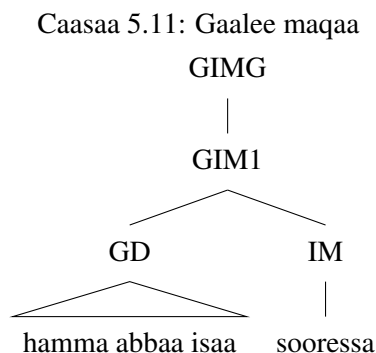 Caasaa 5.11: Gaalee maqaa
GIMG
GIM1
GD IM
hamma abbaa isaa sooressa